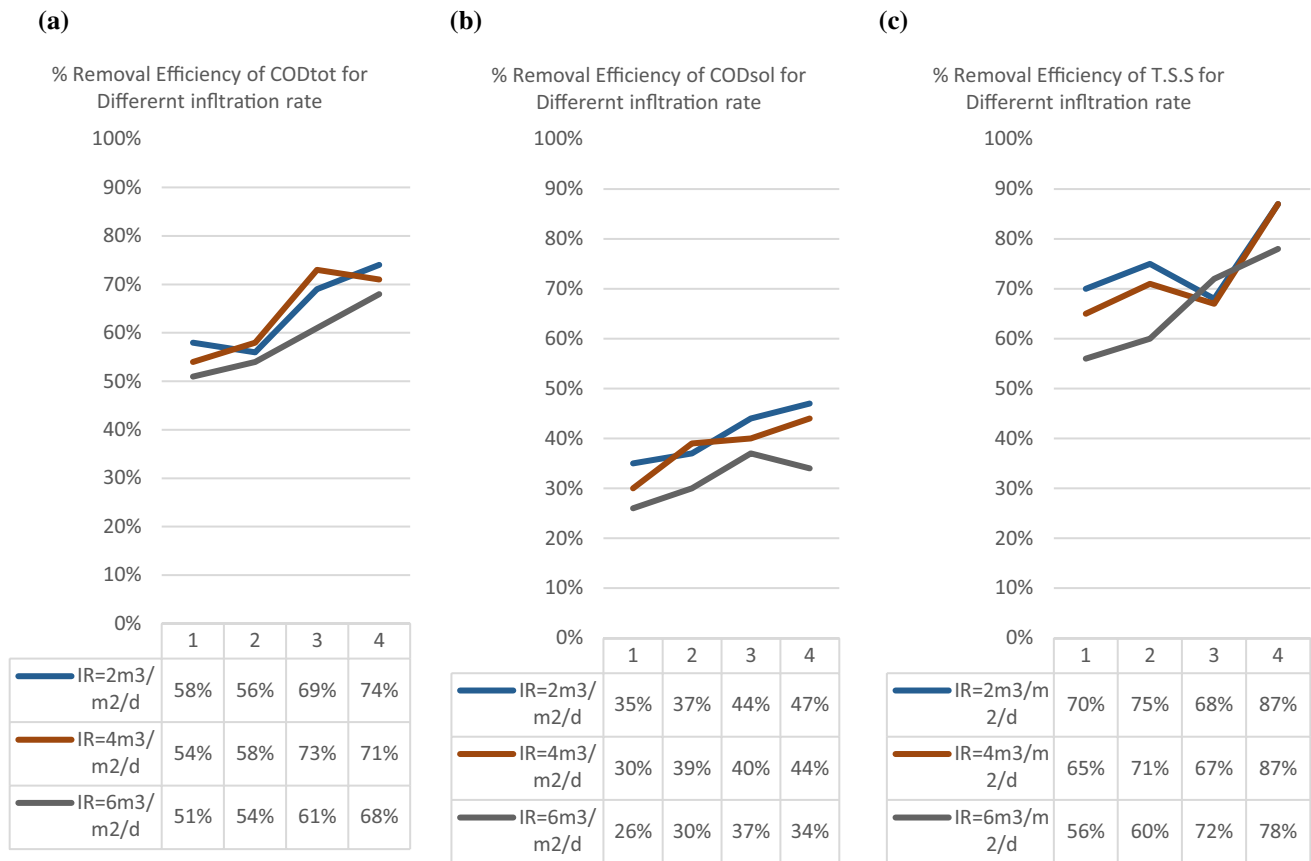 (a)
% Removal Efficiency of CODtot for
Differernt infltration rate
100%
90%
80%
70%
60%
50%
40%
30%
20%
10%
0%
1 2 3 4
IR=2m3/
m2/d
58% 56% 69% 74%
IR=4m3/
m2/d
54% 58% 73% 71%
IR=6m3/
m2/d
51% 54% 61% 68%
(b)
% Removal Efficiency of CODsol for
Differernt infltration rate
100%
90%
80%
70%
60%
50%
40%
30%
20%
10%
0%
1 2 3 4
IR=2m3/
m2/d
35% 37% 44% 47%
IR=4m3/
m2/d
30% 39% 40% 44%
IR=6m3/
m2/d
26% 30% 37% 34%
(c)
% Removal Efficiency of T.S.S for
Differernt infltration rate
100%
90%
80%
70%
60%
50%
40%
30%
20%
10%
0%
1 2 3 4
IR=2m3/m
2/d
70% 75% 68% 87%
IR=4m3/m
2/d
65% 71% 67% 87%
IR=6m3/m
2/d
56% 60% 72% 78%